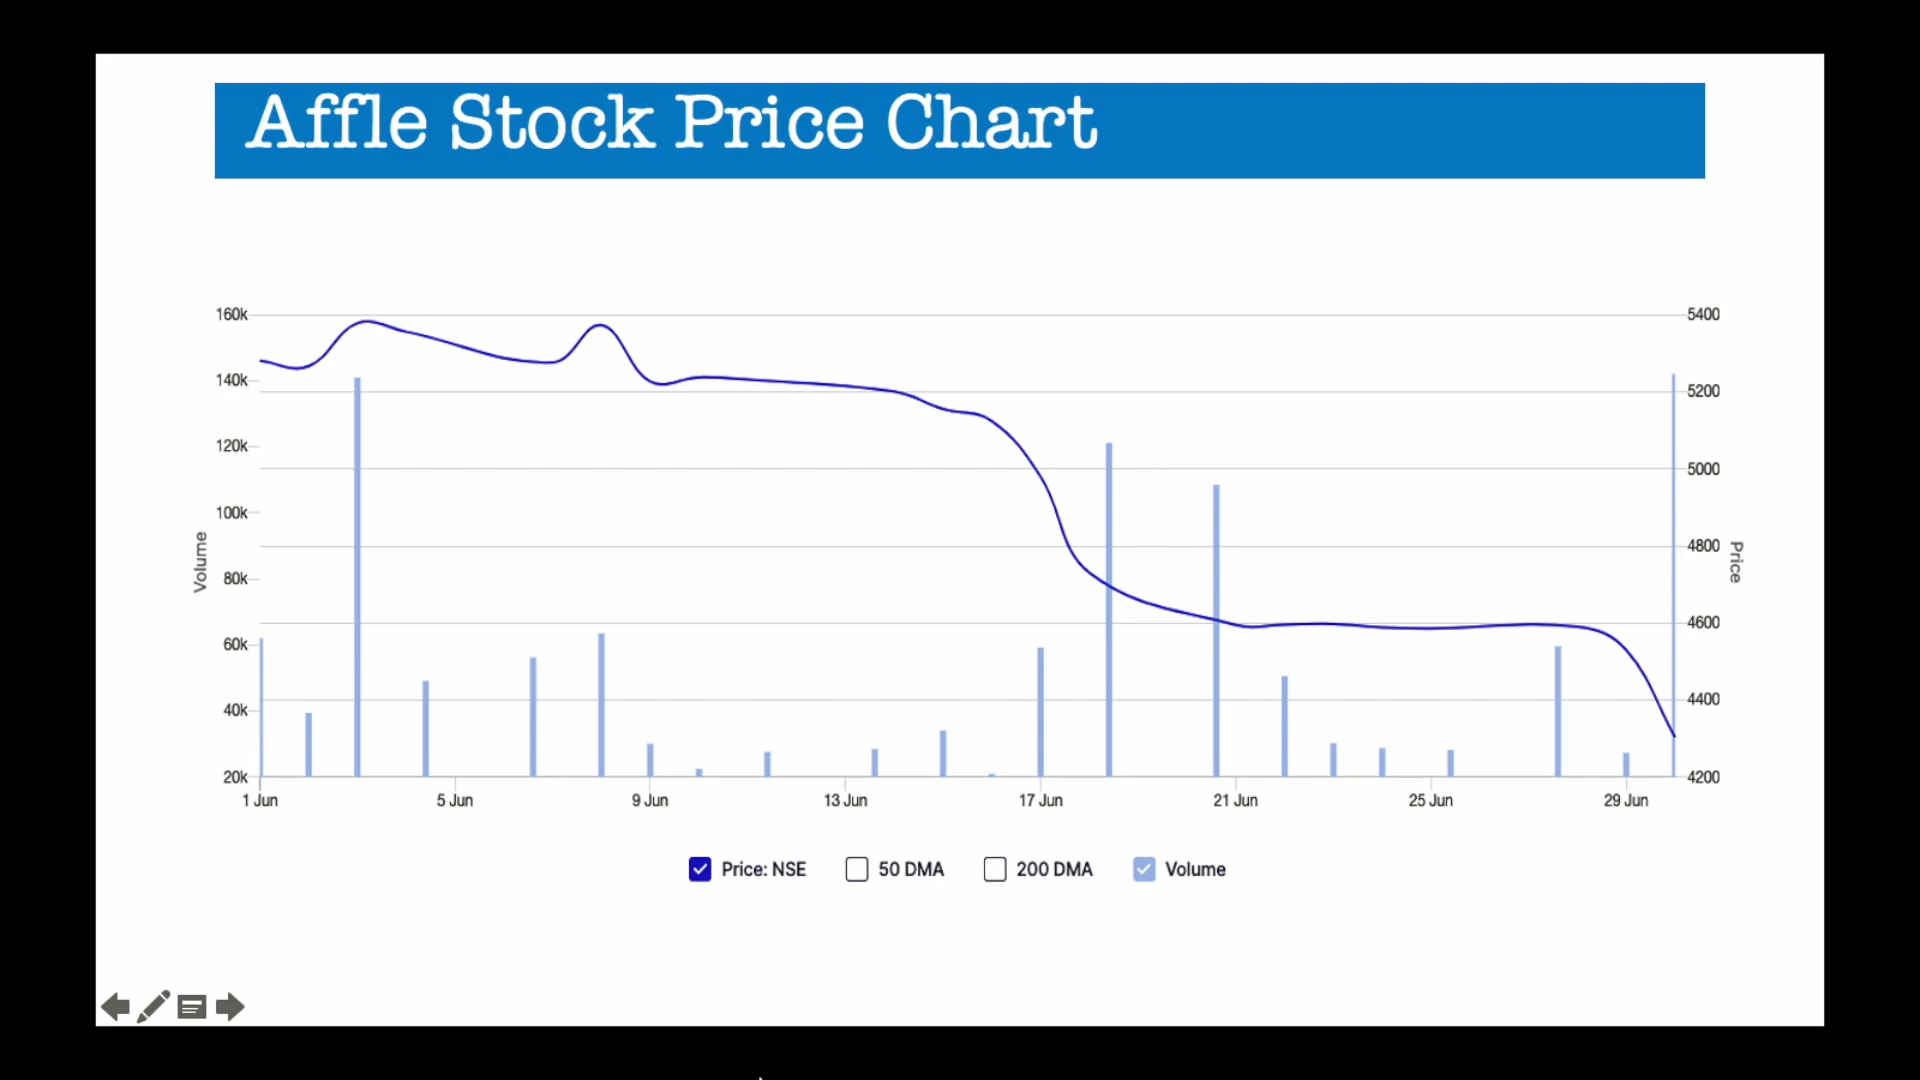 Affle Stock Price Chart
160k
140k
120k
100k
80k
60k
40k
20k
Volume
5400
5200
5000
4800
4600
4400
4200
Price
1 Jun 5 Jun 9 Jun 13 Jun 17 Jun 21 Jun 25 Jun 29 Jun
Price: NSE 50 DMA 200 DMA Volume